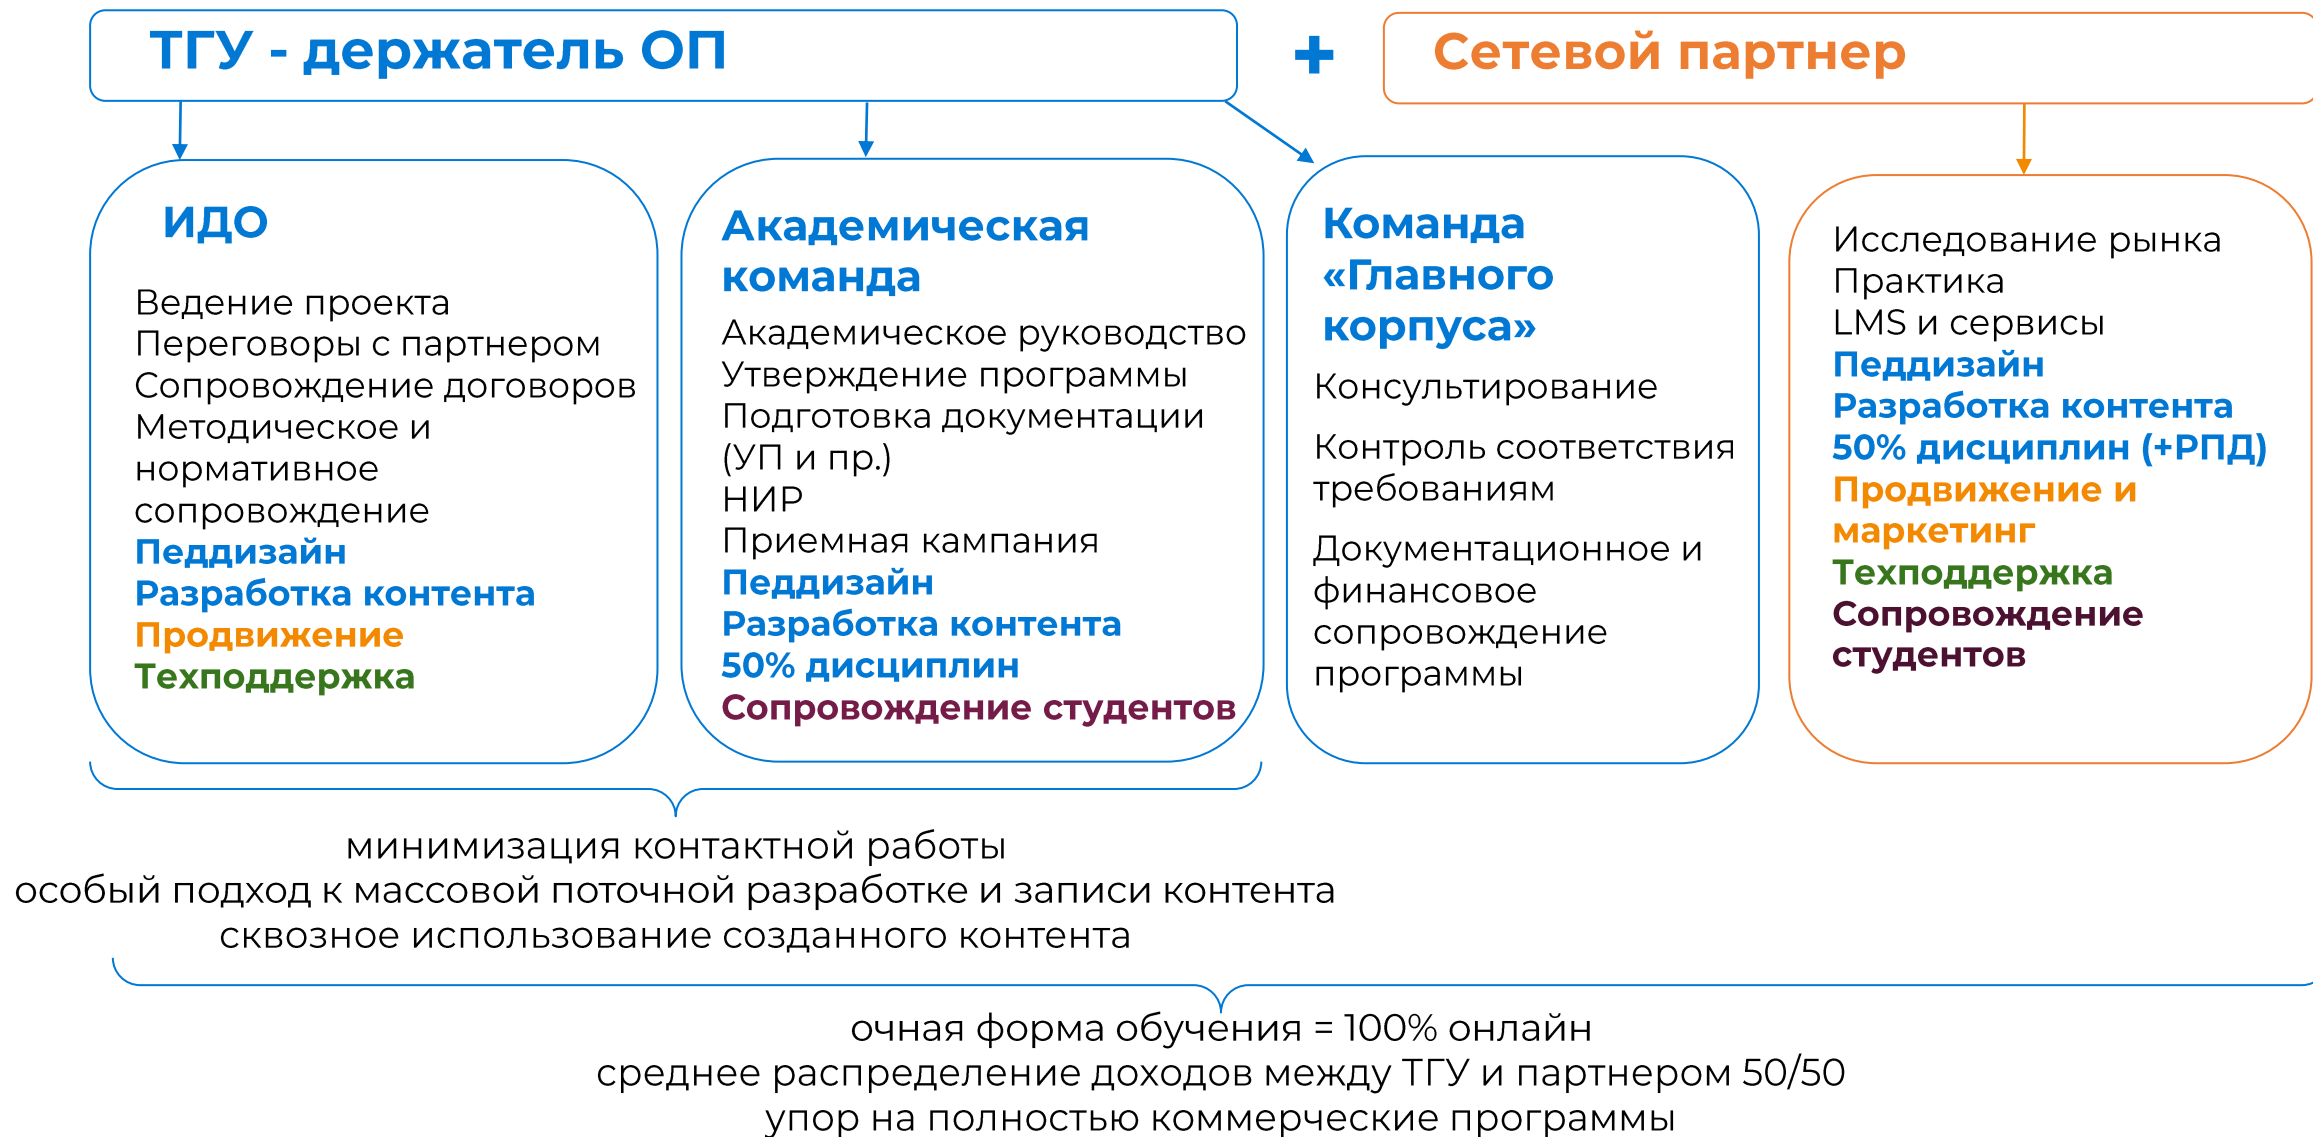 ТГУ - держатель ОП
+
Сетевой партнер
ИДО
Ведение проекта
Переговоры с партнером
Сопровождение договоров
Методическое и
нормативное
сопровождение
Педдизайн
Разработка контента
Продвижение
Техподдержка
Академическая
команда
Академическое руководство
Утверждение программы
Подготовка документации
(УП и пр.)
НИР
Приемная кампания
Педдизайн
Разработка контента
50% дисциплин
Сопровождение студентов
Команда
«Главного
корпуса»
Консультирование
Контроль соответствия
требованиям
Документационное и
финансовое
сопровождение
программы
Исследование рынка
Практика
LMS и сервисы
Педдизайн
Разработка контента
50% дисциплин (+РПД)
Продвижение и
маркетинг
Техподдержка
Сопровождение
студентов
минимизация контактной работы
особый подход к массовой поточной разработке и записи контента
сквозное использование созданного контента
очная форма обучения = 100% онлайн
среднее распределение доходов между ТГУ и партнером 50/50
упор на полностью коммерческие программы